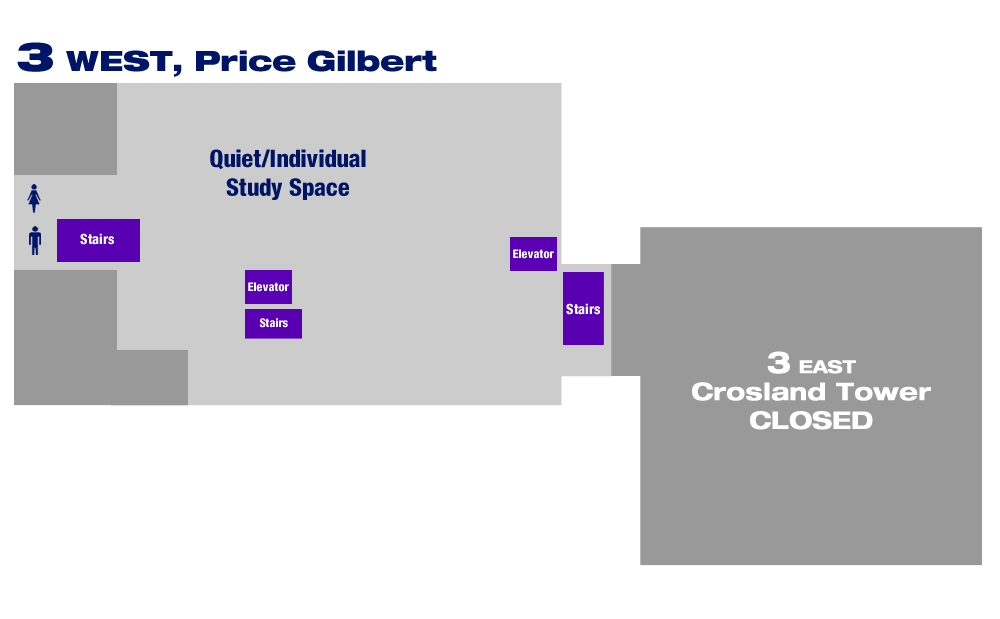 3 WEST, Price Gilbert
Quiet/Individual
Study Space
Stairs
Elevator
Elevator
Stairs
Stairs
3 EAST
Crosland Tower
CLOSED